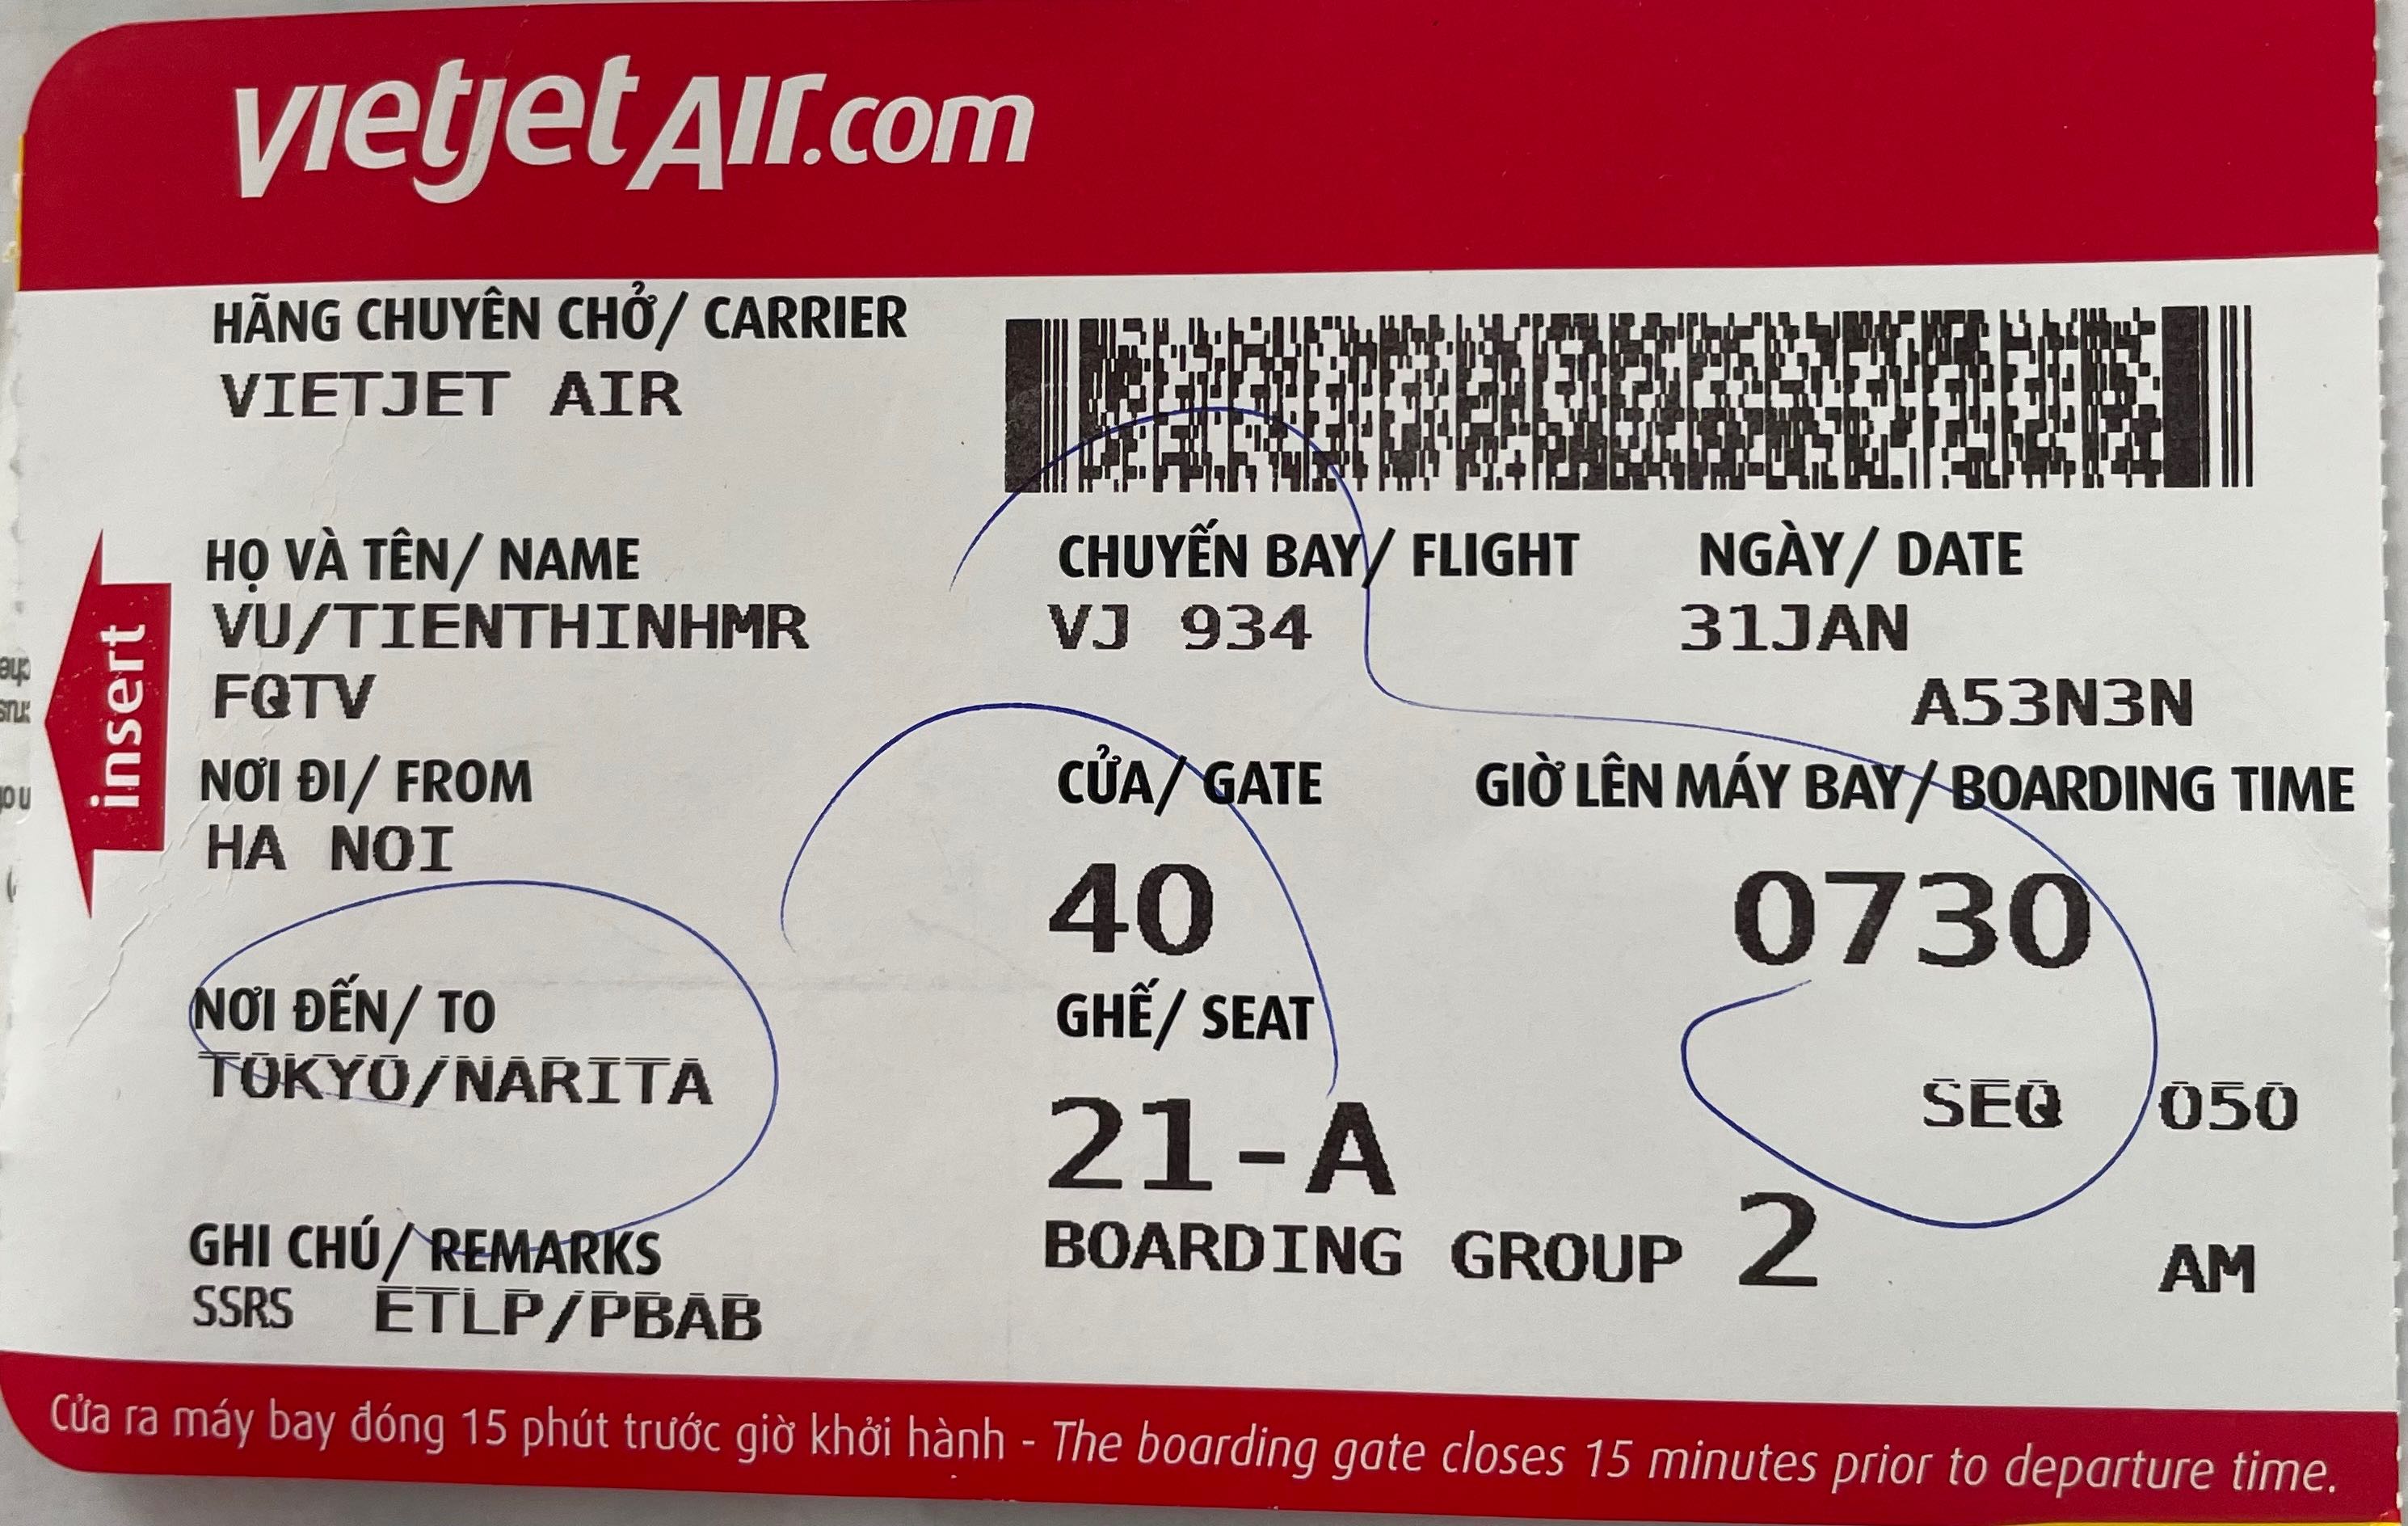 vietjetAir.com
HÃNG CHUYÊN CHỞ/ CARRIER
VIETJET AIR
HỌ VÀ TÊN/ NAME
VU/TIENTHINHMR
FQTV
CHUYẾN BAY/ FLIGHT
VJ 934
NGÀY/ DATE
31JAN
A53N3N
insert
NƠI ĐI/ FROM
HA NOI
CỬA/ GATE
40
GIỜ LÊN MÁY BAY/ BOARDING TIME
0730
NƠI ĐẾN/ TO
TOKYO/NARITA
GHẾ/ SEAT
21-A
SEQ 050
GHI CHÚ/ REMARKS
SSRS ETLP/PBAB
BOARDING GROUP 2
AM
Cửa ra máy bay đóng 15 phút trước giờ khởi hành - The boarding gate closes 15 minutes prior to departure time.